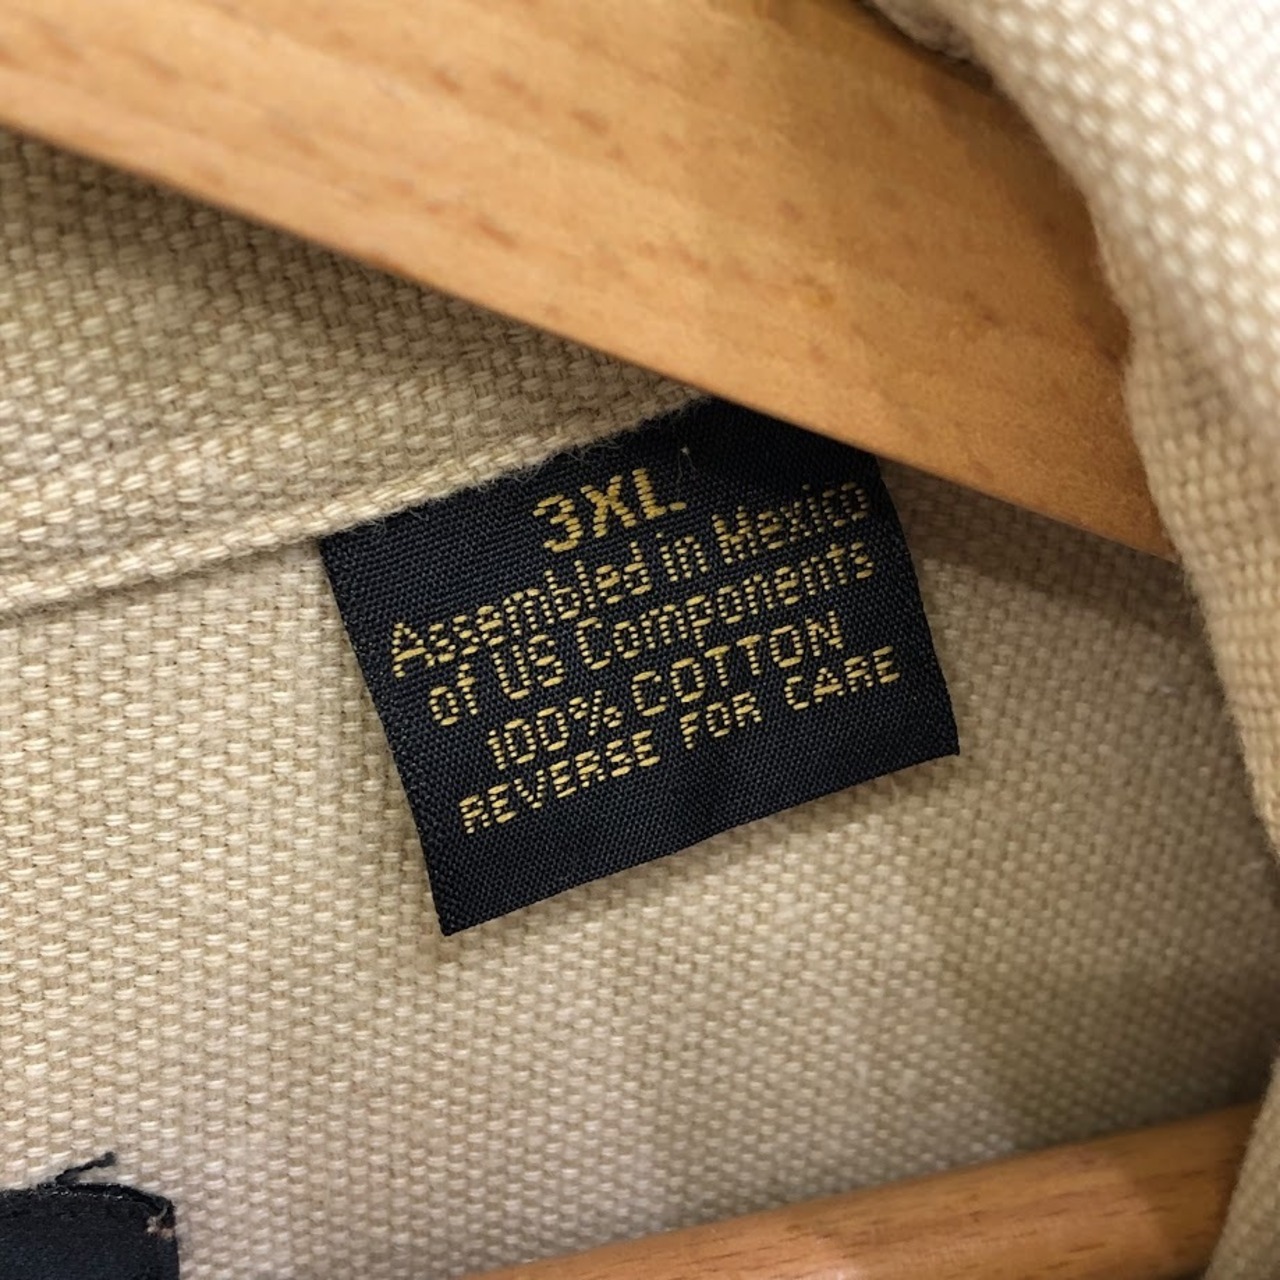 3XL
Assembled in Mexico
of US Components
100% COTTON
REVERSE FOR CARE